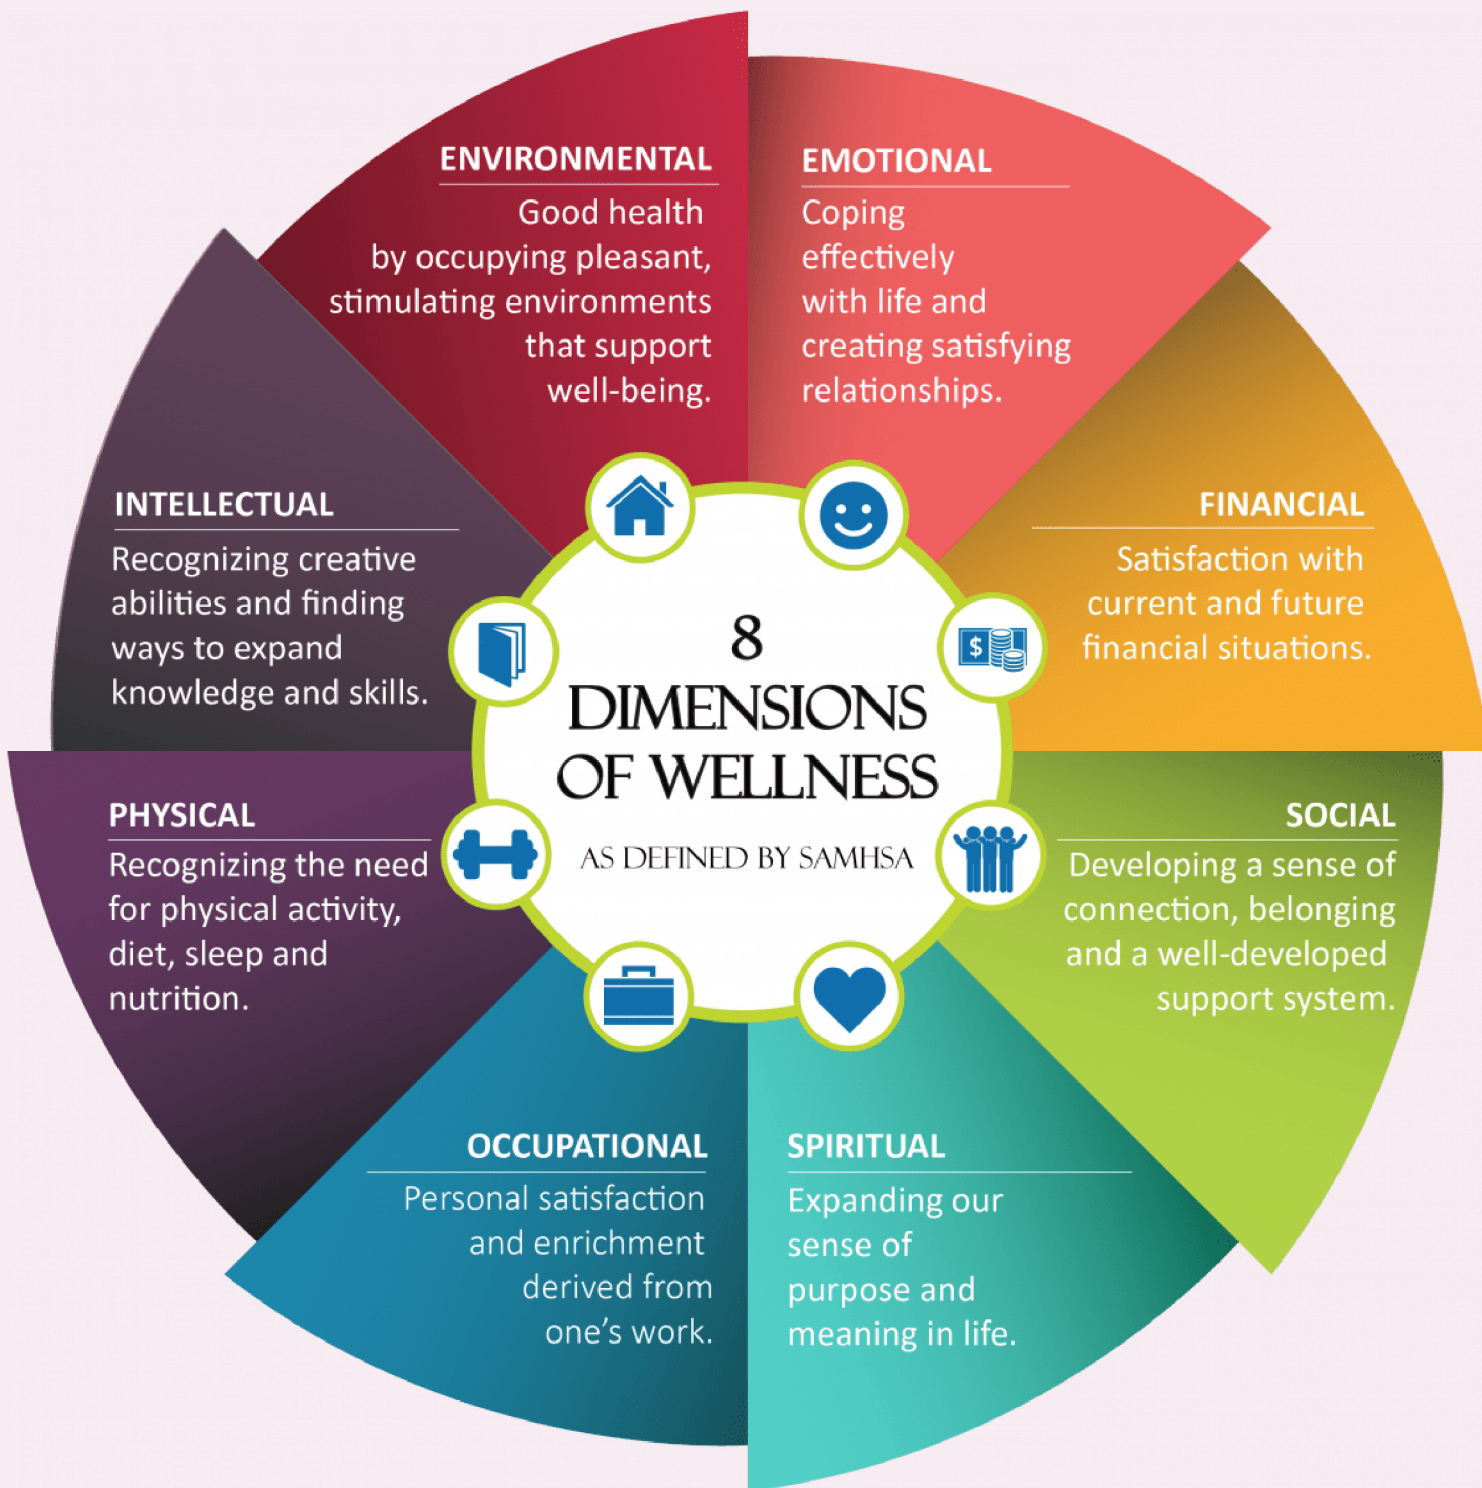 ENVIRONMENTAL
Good health
by occupying pleasant,
stimulating environments
that support
well-being.
EMOTIONAL
Coping
effectively
with life and
creating satisfying
relationships.
FINANCIAL
Satisfaction with
current and future
financial situations.
SOCIAL
Developing a sense of
connection, belonging
and a well-developed
support system.
SPIRITUAL
Expanding our
sense of
purpose and
meaning in life.
OCCUPATIONAL
Personal satisfaction
and enrichment
derived from
one’s work.
PHYSICAL
Recognizing the need
for physical activity,
diet, sleep and
nutrition.
INTELLECTUAL
Recognizing creative
abilities and finding
ways to expand
knowledge and skills.
8
DIMENSIONS
OF WELLNESS
AS DEFINED BY SAMHSA
$